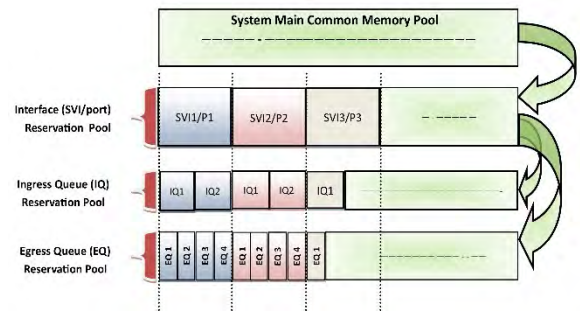 System Main Common Memory Pool
Interface (SVI/port)
Reservation Pool
SVI1/P1
SVI2/P2
SVI3/P3
Ingress Queue (IQ)
Reservation Pool
IQ1
IQ2
IQ1
IQ2
IQ1
Egress Queue (EQ)
Reservation Pool
EQ 1
EQ 2
EQ 3
EQ 4
EQ 1
EQ 2
EQ 3
EQ 4
EQ 1